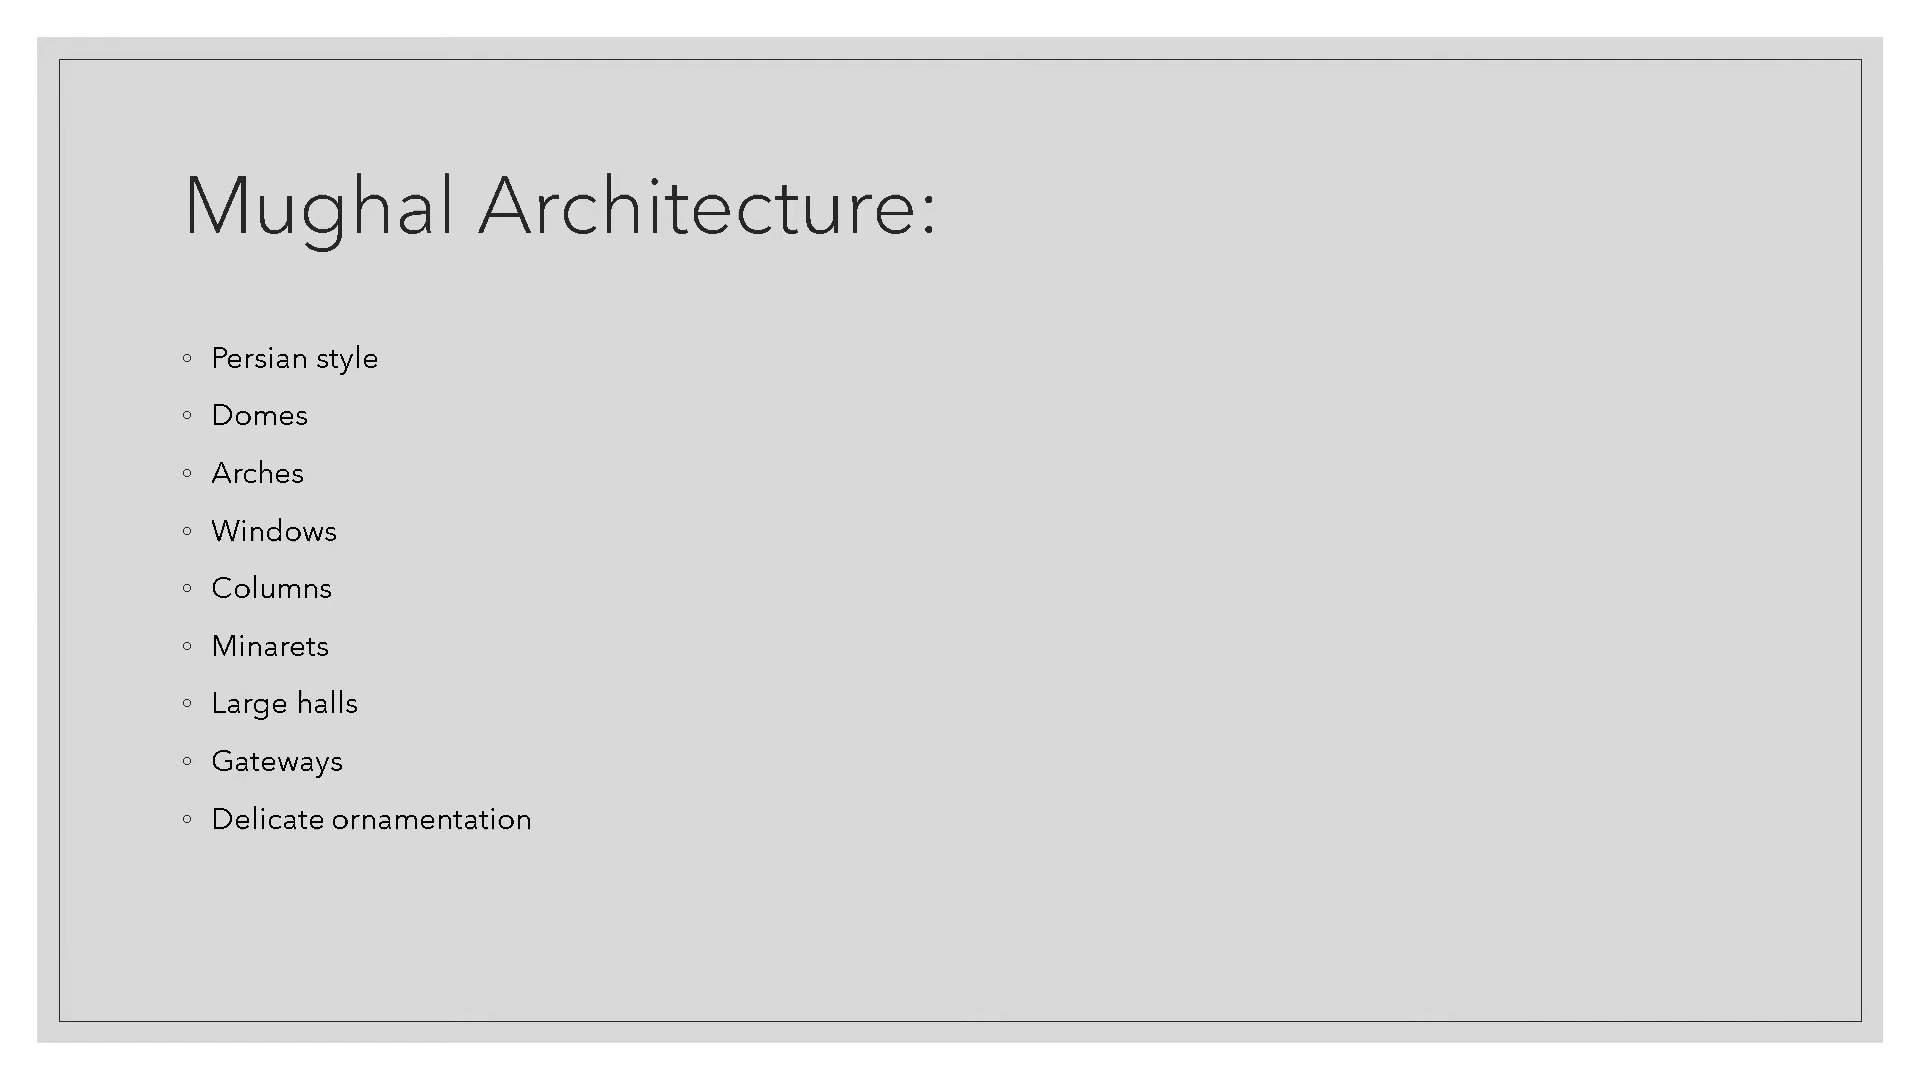 Mughal Architecture:
◦ Persian style
◦ Domes
◦ Arches
◦ Windows
◦ Columns
◦ Minarets
◦ Large halls
◦ Gateways
◦ Delicate ornamentation